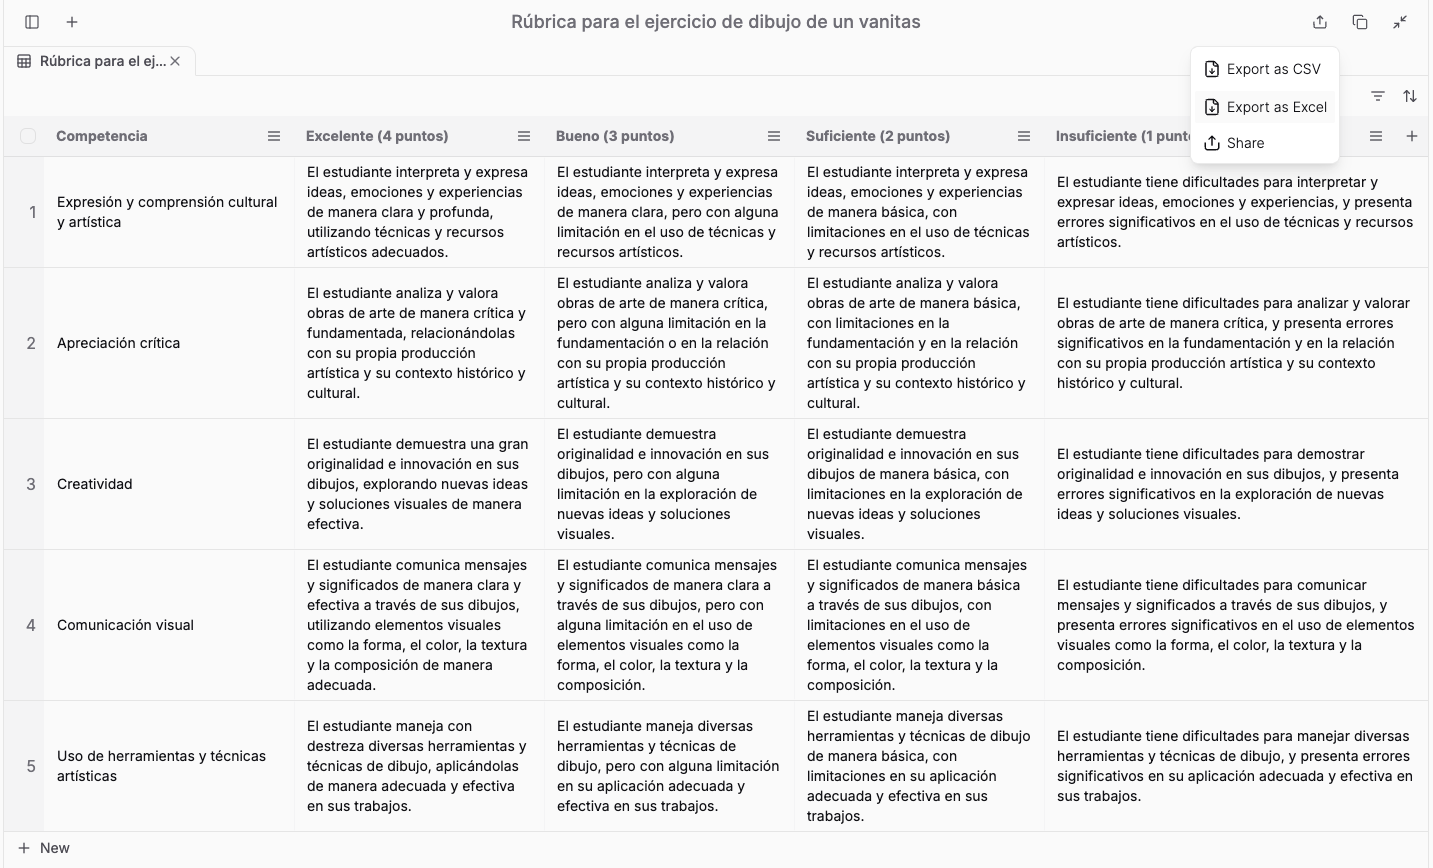 Rúbrica para el ejercicio de dibujo de un vanitas
Rúbrica para el ej...
Export as CSV
Export as Excel
Share
Competencia
Excelente (4 puntos)
Bueno (3 puntos)
Suficiente (2 puntos)
Insuficiente (1 punto
1
Expresión y comprensión cultural
y artística
El estudiante interpreta y expresa
ideas, emociones y experiencias
de manera clara y profunda,
utilizando técnicas y recursos
artísticos adecuados.
El estudiante interpreta y expresa
ideas, emociones y experiencias
de manera clara, pero con alguna
limitación en el uso de técnicas y
recursos artísticos.
El estudiante interpreta y expresa
ideas, emociones y experiencias
de manera básica, con
limitaciones en el uso de técnicas
y recursos artísticos.
El estudiante tiene dificultades para interpretar y
expresar ideas, emociones y experiencias, y presenta
errores significativos en el uso de técnicas y recursos
artísticos.
2
Apreciación crítica
El estudiante analiza y valora
obras de arte de manera crítica y
fundamentada, relacionándolas
con su propia producción
artística y su contexto histórico y
cultural.
El estudiante analiza y valora
obras de arte de manera crítica,
pero con alguna limitación en la
fundamentación o en la relación
con su propia producción
artística y su contexto histórico y
cultural.
El estudiante analiza y valora
obras de arte de manera básica,
con limitaciones en la
fundamentación y en la relación
con su propia producción
artística y su contexto histórico y
cultural.
El estudiante tiene dificultades para analizar y valorar
obras de arte de manera crítica, y presenta errores
significativos en la fundamentación y en la relación
con su propia producción artística y su contexto
histórico y cultural.
3
Creatividad
El estudiante demuestra una gran
originalidad e innovación en sus
dibujos, explorando nuevas ideas
y soluciones visuales de manera
efectiva.
El estudiante demuestra
originalidad e innovación en sus
dibujos, pero con alguna
limitación en la exploración de
nuevas ideas y soluciones
visuales.
El estudiante demuestra
originalidad e innovación en sus
dibujos de manera básica, con
limitaciones en la exploración de
nuevas ideas y soluciones
visuales.
El estudiante tiene dificultades para demostrar
originalidad e innovación en sus dibujos, y presenta
errores significativos en la exploración de nuevas
ideas y soluciones visuales.
4
Comunicación visual
El estudiante comunica mensajes
y significados de manera clara y
efectiva a través de sus dibujos,
utilizando elementos visuales
como la forma, el color, la textura
y la composición de manera
adecuada.
El estudiante comunica mensajes
y significados de manera clara a
través de sus dibujos, pero con
alguna limitación en el uso de
elementos visuales como la
forma, el color, la textura y la
composición.
El estudiante comunica mensajes
y significados de manera básica
a través de sus dibujos, con
limitaciones en el uso de
elementos visuales como la
forma, el color, la textura y la
composición.
El estudiante tiene dificultades para comunicar
mensajes y significados a través de sus dibujos, y
presenta errores significativos en el uso de elementos
visuales como la forma, el color, la textura y la
composición.
5
Uso de herramientas y técnicas
artísticas
El estudiante maneja con
destreza diversas herramientas y
técnicas de dibujo, aplicándolas
de manera adecuada y efectiva
en sus trabajos.
El estudiante maneja diversas
herramientas y técnicas de
dibujo, pero con alguna limitación
en su aplicación adecuada y
efectiva en sus trabajos.
El estudiante maneja diversas
herramientas y técnicas de dibujo
de manera básica, con
limitaciones en su aplicación
adecuada y efectiva en sus
trabajos.
El estudiante tiene dificultades para manejar diversas
herramientas y técnicas de dibujo, y presenta errores
significativos en su aplicación adecuada y efectiva en
sus trabajos.
New